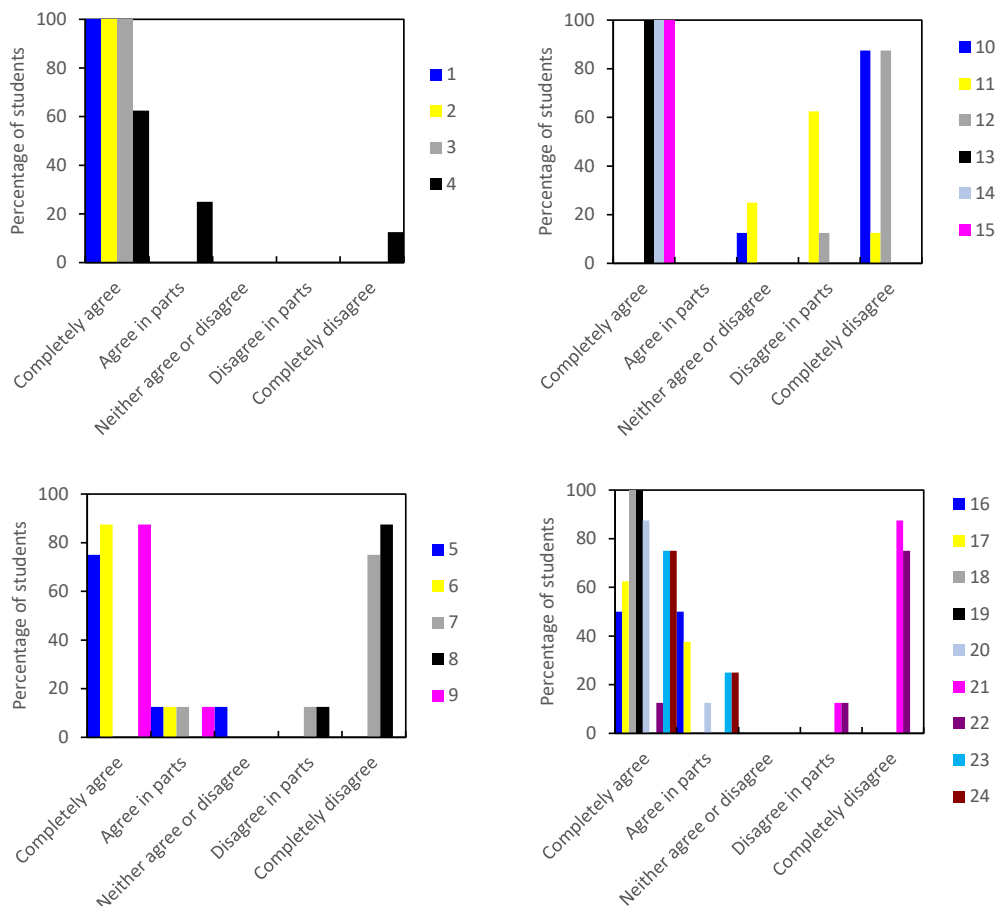 Percentage of students
100
80
60
40
20
0
Completely agree
Agree in parts
Neither agree or disagree
Disagree in parts
Completely disagree
1
2
3
4
Percentage of students
100
80
60
40
20
0
Completely agree
Agree in parts
Neither agree or disagree
Disagree in parts
Completely disagree
10
11
12
13
14
15
Percentage of students
100
80
60
40
20
0
Completely agree
Agree in parts
Neither agree or disagree
Disagree in parts
Completely disagree
5
6
7
8
9
Percentage of students
100
80
60
40
20
0
Completely agree
Agree in parts
Neither agree or disagree
Disagree in parts
Completely disagree
16
17
18
19
20
21
22
23
24